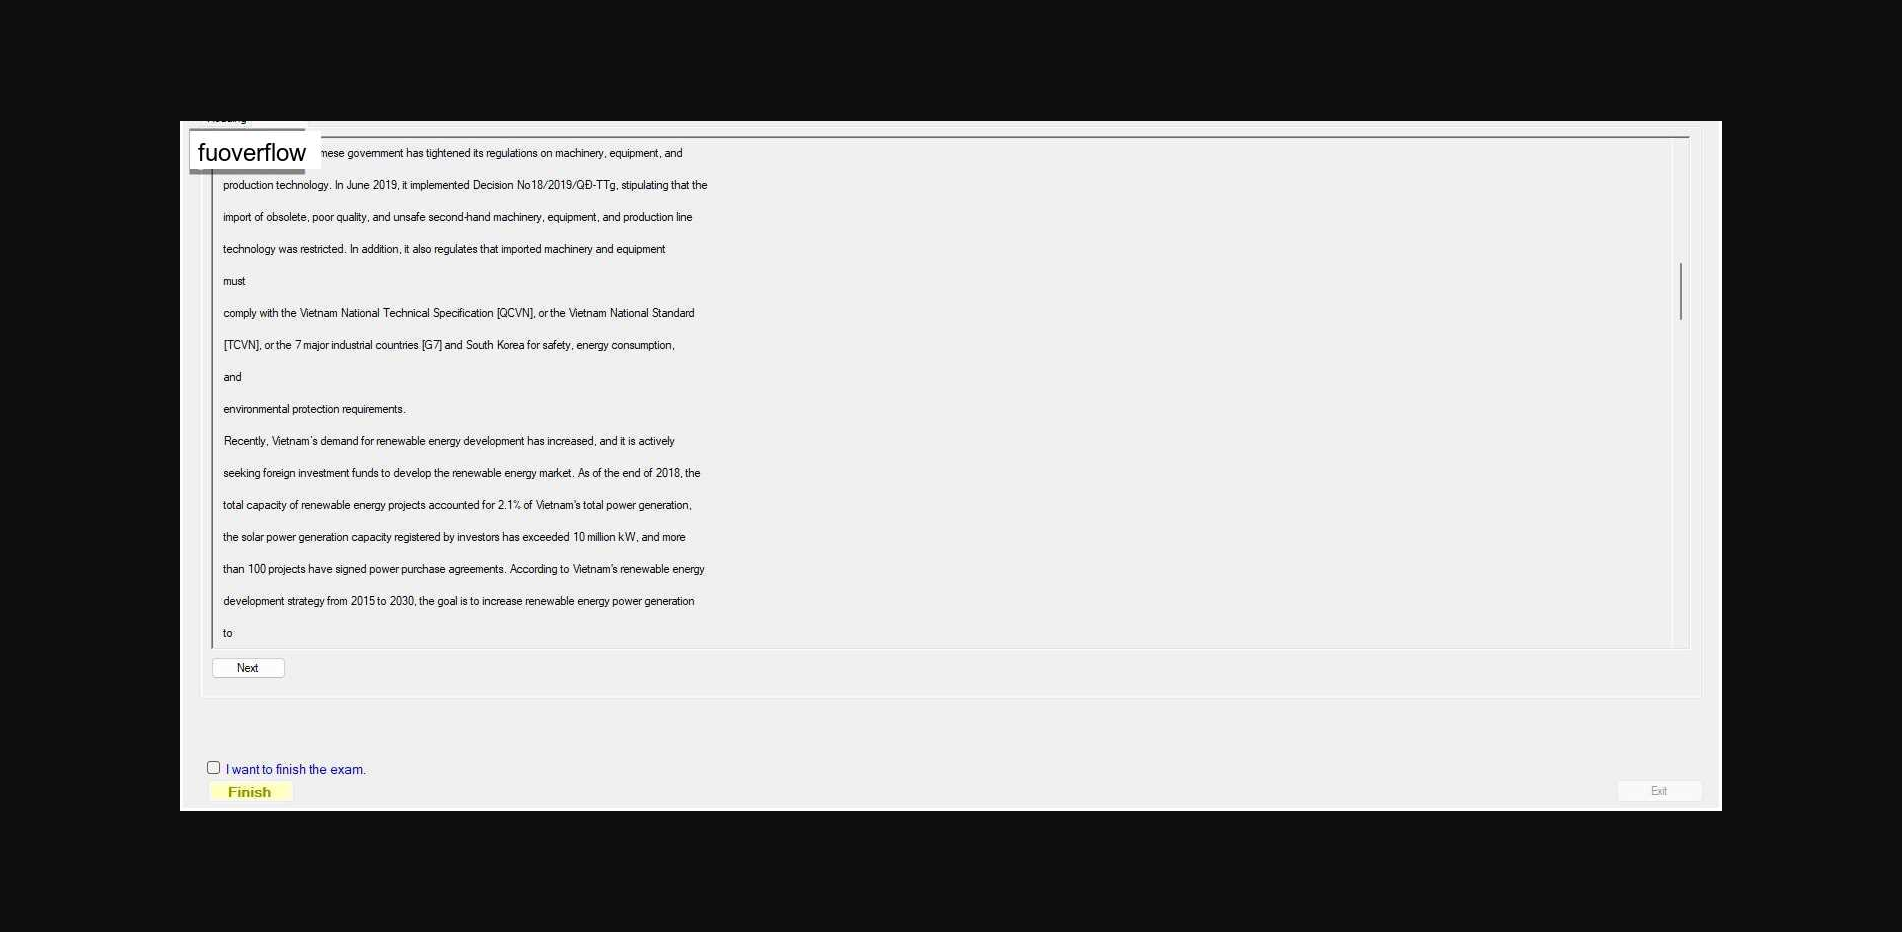 fuoverflow
mese government has tightened its regulations on machinery, equipment, and
production technology. In June 2019, it implemented Decision No18/2019/QĐ-TTg, stipulating that the
import of obsolete, poor quality, and unsafe second-hand machinery, equipment, and production line
technology was restricted. In addition, it also regulates that imported machinery and equipment
must
comply with the Vietnam National Technical Specification [QCVN], or the Vietnam National Standard
[TCVN], or the 7 major industrial countries [G7] and South Korea for safety, energy consumption,
and
environmental protection requirements.
Recently, Vietnam's demand for renewable energy development has increased, and it is actively
seeking foreign investment funds to develop the renewable energy market. As of the end of 2018, the
total capacity of renewable energy projects accounted for 2.1% of Vietnam's total power generation,
the solar power generation capacity registered by investors has exceeded 10 million kW, and more
than 100 projects have signed power purchase agreements. According to Vietnam's renewable energy
development strategy from 2015 to 2030, the goal is to increase renewable energy power generation
to
Next
I want to finish the exam.
Finish
Exit